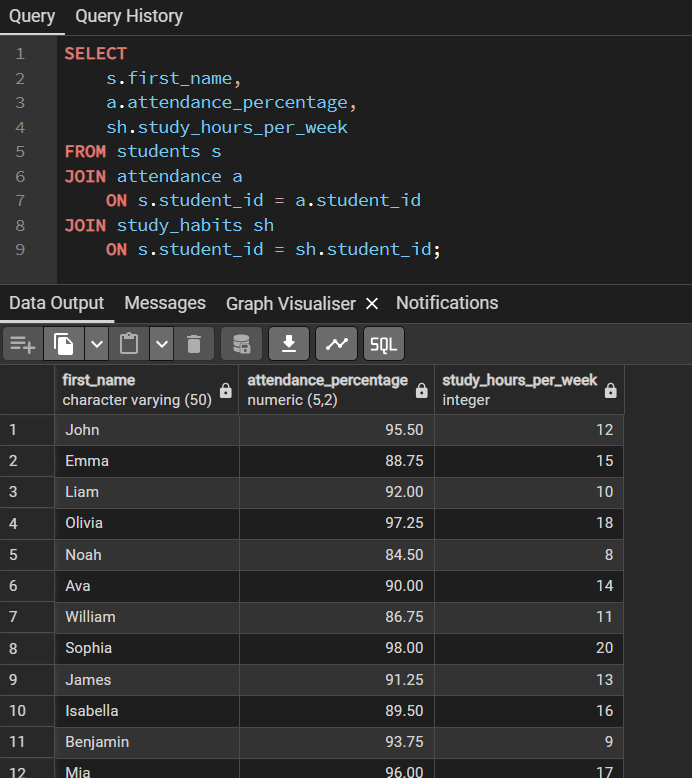 Query Query History
1 SELECT
2 s.first_name,
3 a.attendance_percentage,
4 sh.study_hours_per_week
5 FROM students s
6 JOIN attendance a
7 ON s.student_id = a.student_id
8 JOIN study_habits sh
9 ON s.student_id = sh.student_id;
Data Output Messages Graph Visualiser × Notifications
SQL
first_name attendance_percentage study_hours_per_week
character varying (50) numeric (5,2) integer
1 John 95.50 12
2 Emma 88.75 15
3 Liam 92.00 10
4 Olivia 97.25 18
5 Noah 84.50 8
6 Ava 90.00 14
7 William 86.75 11
8 Sophia 98.00 20
9 James 91.25 13
10 Isabella 89.50 16
11 Benjamin 93.75 9
12 Mia 96.00 17